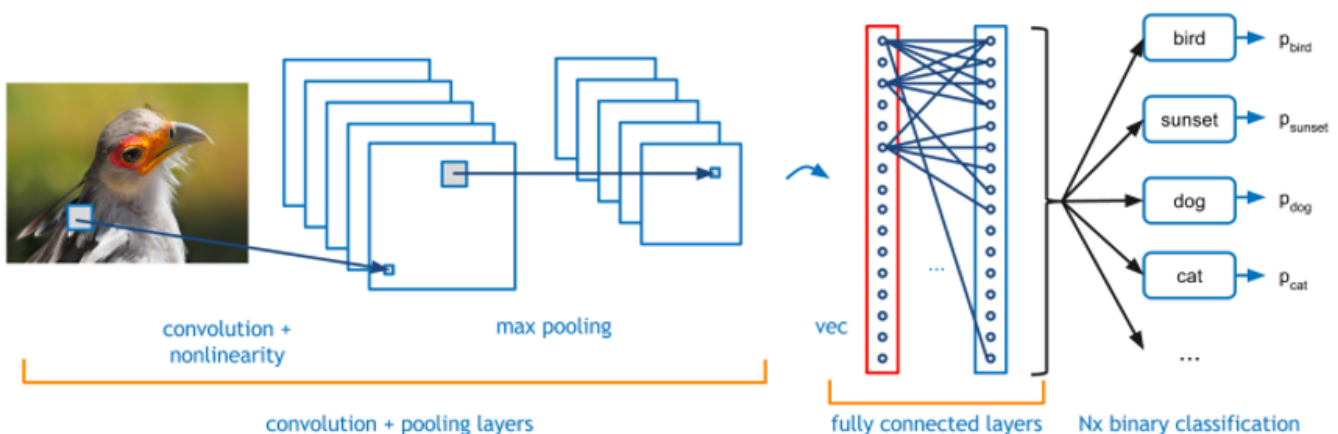 bird
p_bird
sunset
p_sunset
dog
p_dog
cat
p_cat
...
...
convolution +
nonlinearity
max pooling
vec
convolution + pooling layers
fully connected layers
Nx binary classification